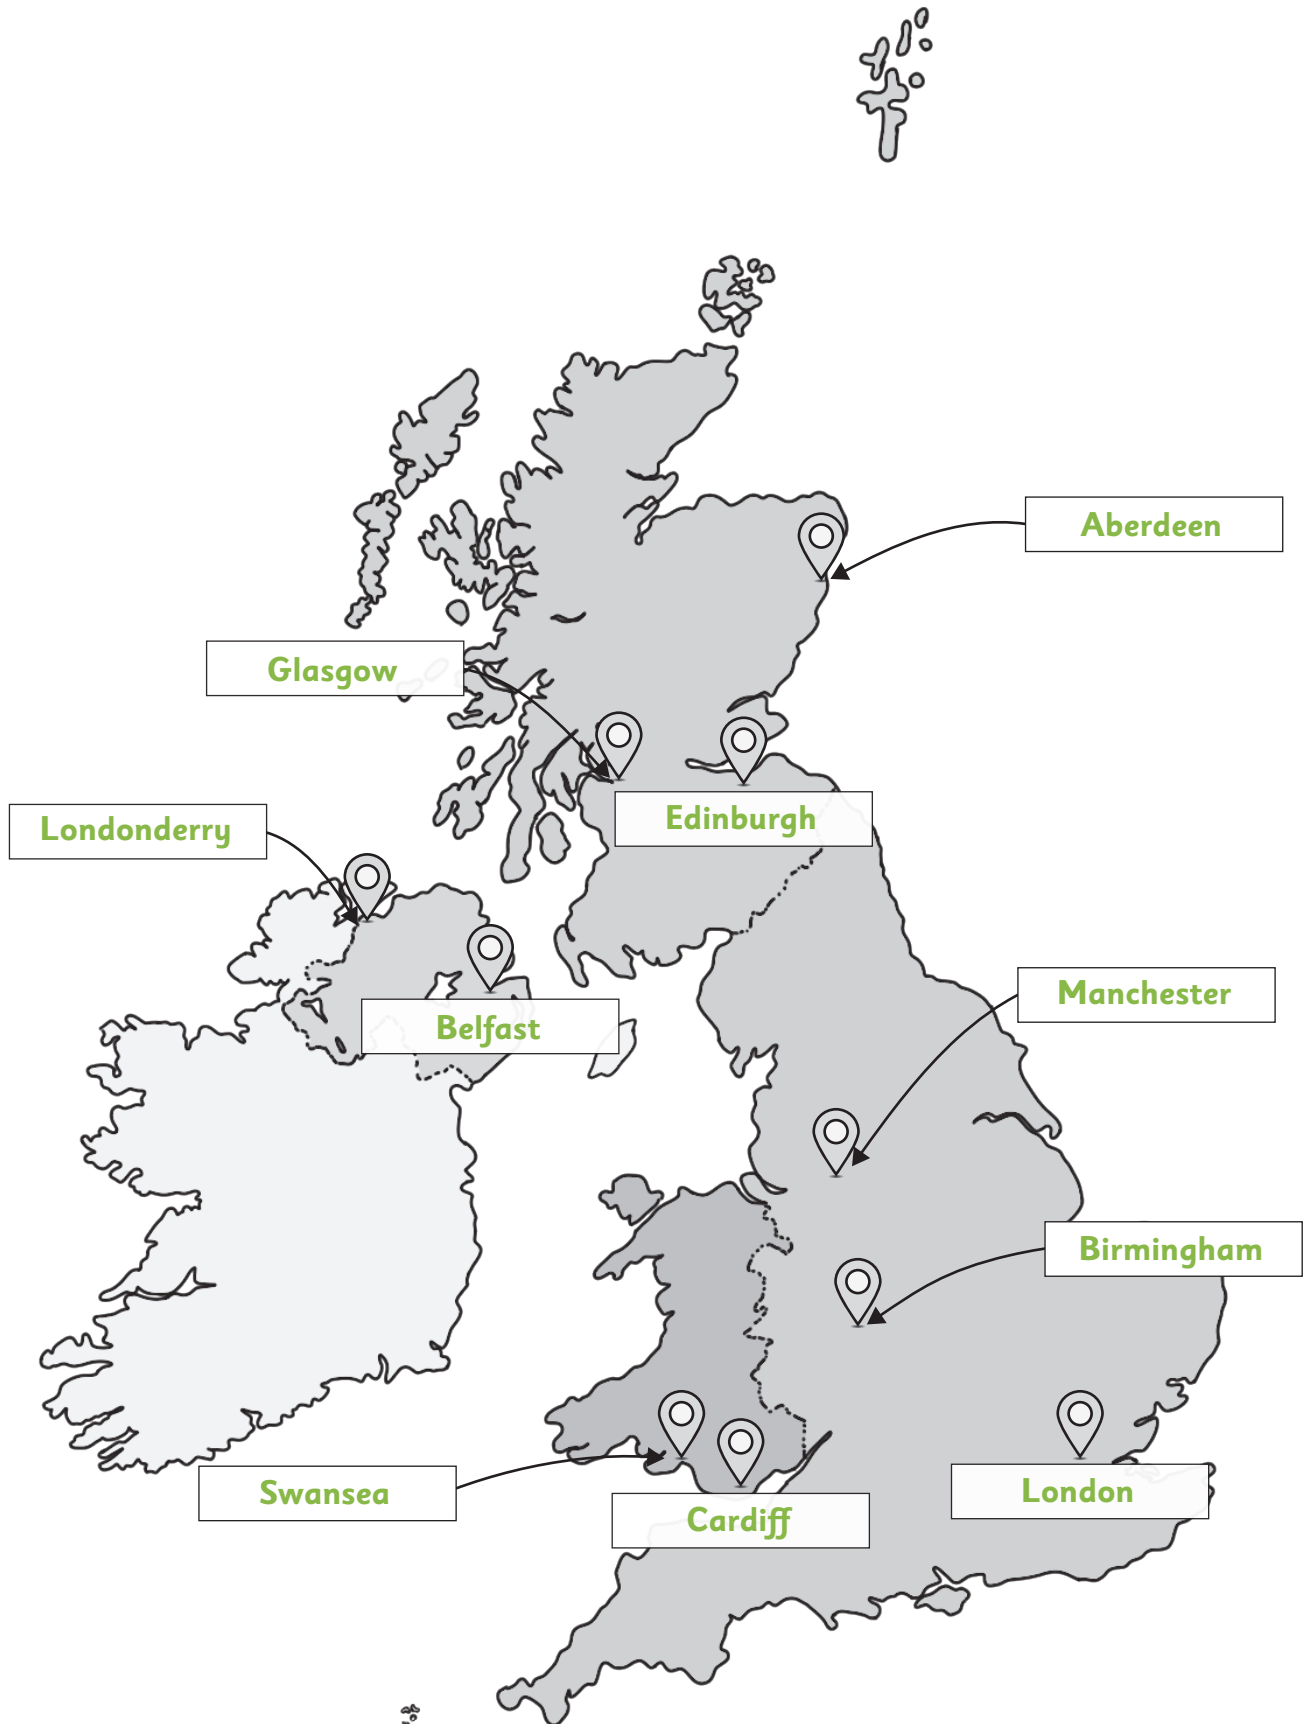 Aberdeen
Glasgow
Edinburgh
Londonderry
Manchester
Belfast
Birmingham
Swansea
London
Cardiff